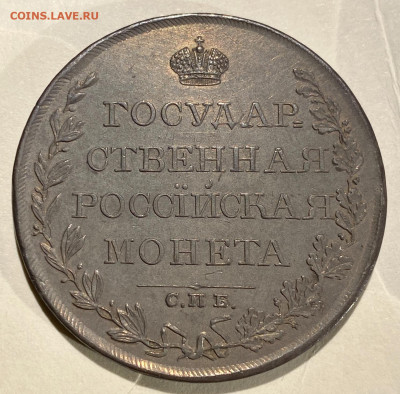 COINS.LAVE.RU
ГОСУДАР-
СТВЕННАЯ
РОССІЙСКАЯ
МОНЕТА
С.П.Б.